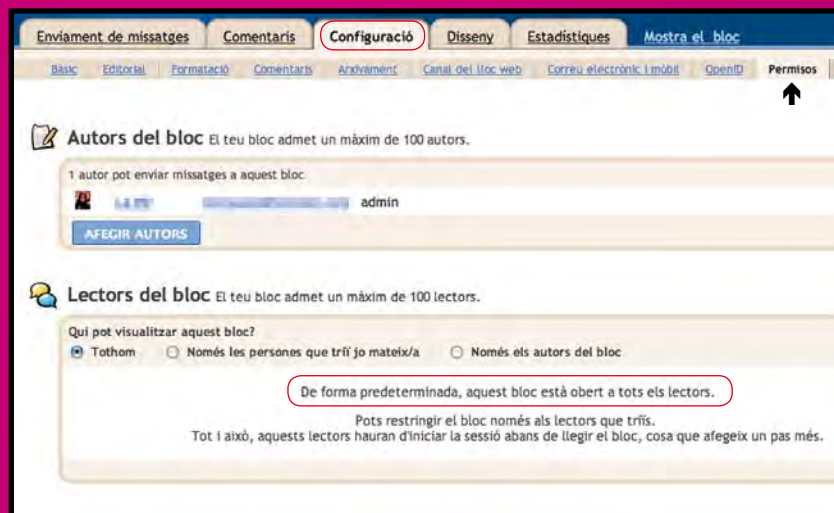 Enviament de missatges Comentaris Configuració Disseny Estadístiques Mostra el bloc
Bàsic Editorial Formatació Comentaris Arxivament Canal del lloc web Correu electrònic i mòbil OpenID Permisos
Autors del bloc El teu bloc admet un màxim de 100 autors.
1 autor pot enviar missatges a aquest bloc
admin
AFEGIR AUTORS
Lectors del bloc El teu bloc admet un màxim de 100 lectors.
Qui pot visualitzar aquest bloc?
Tothom Només les persones que triï jo mateix/a Només els autors del bloc
De forma predeterminada, aquest bloc està obert a tots els lectors.
Pots restringir el bloc només als lectors que triïs.
Tot i això, aquests lectors hauran d'iniciar la sessió abans de llegir el bloc, cosa que afegeix un pas més.